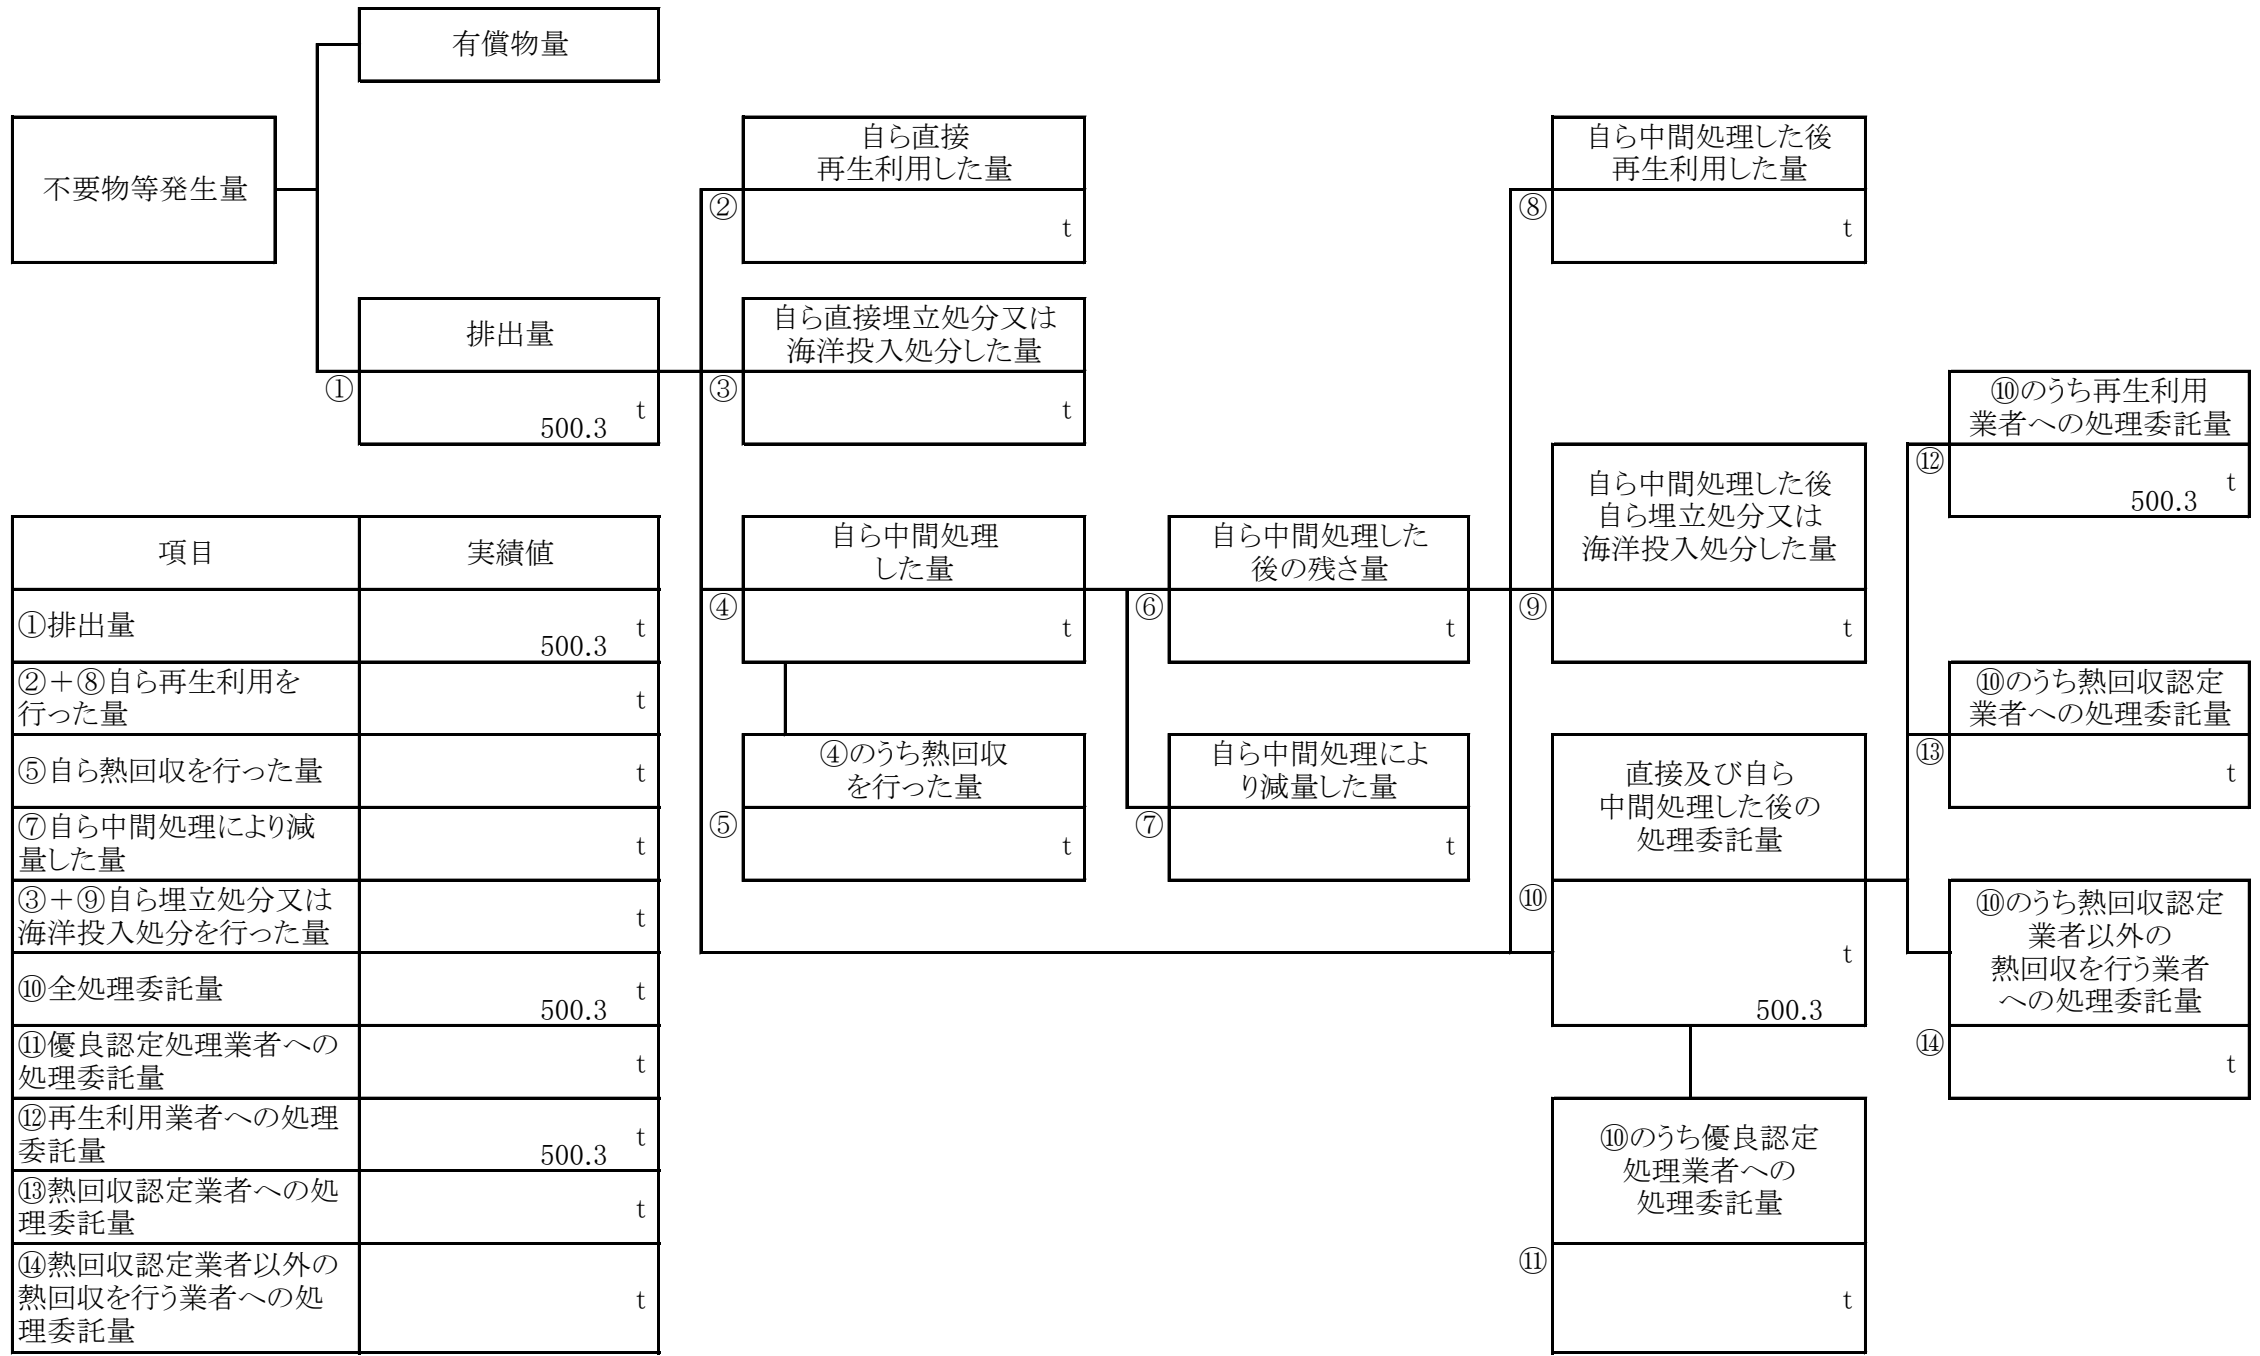 有償物量
不要物等発生量
自ら直接
再生利用した量
②
t
自ら中間処理した後
再生利用した量
⑧
t
排出量
①
500.3
t
自ら直接埋立処分又は
海洋投入処分した量
③
t
⑩のうち再生利用
業者への処理委託量
⑫
500.3
t
自ら中間処理
した量
④
t
自ら中間処理した
後の残さ量
⑥
t
自ら中間処理した後
自ら埋立処分又は
海洋投入処分した量
⑨
t
⑩のうち熱回収認定
業者への処理委託量
⑬
t
④のうち熱回収
を行った量
⑤
t
自ら中間処理によ
り減量した量
⑦
t
直接及び自ら
中間処理した後の
処理委託量
⑩
t
500.3
⑩のうち熱回収認定
業者以外の
熱回収を行う業者
への処理委託量
⑭
t
⑩のうち優良認定
処理業者への
処理委託量
⑪
t
項目
実績値
①排出量
500.3
t
②+⑧自ら再生利用を
行った量
t
⑤自ら熱回収を行った量
t
⑦自ら中間処理により減
量した量
t
③+⑨自ら埋立処分又は
海洋投入処分を行った量
t
⑩全処理委託量
500.3
t
⑪優良認定処理業者への
処理委託量
t
⑫再生利用業者への処理
委託量
500.3
t
⑬熱回収認定業者への処
理委託量
t
⑭熱回収認定業者以外の
熱回収を行う業者への処
理委託量
t